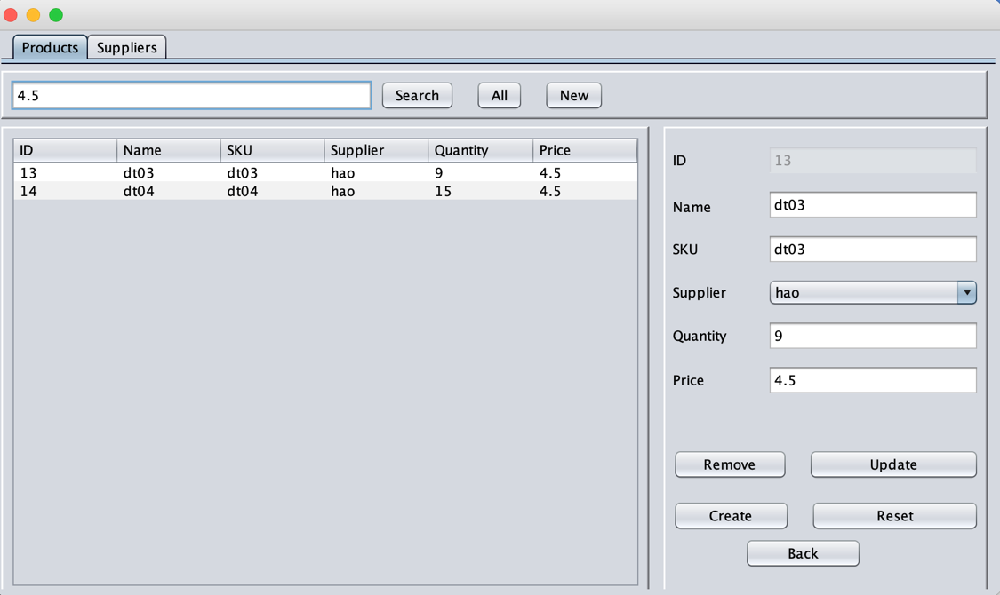 Products Suppliers
4.5 Search All New
ID Name SKU Supplier Quantity Price
13 dt03 dt03 hao 9 4.5
14 dt04 dt04 hao 15 4.5
ID 13
Name dt03
SKU dt03
Supplier hao
Quantity 9
Price 4.5
Remove Update
Create Reset
Back